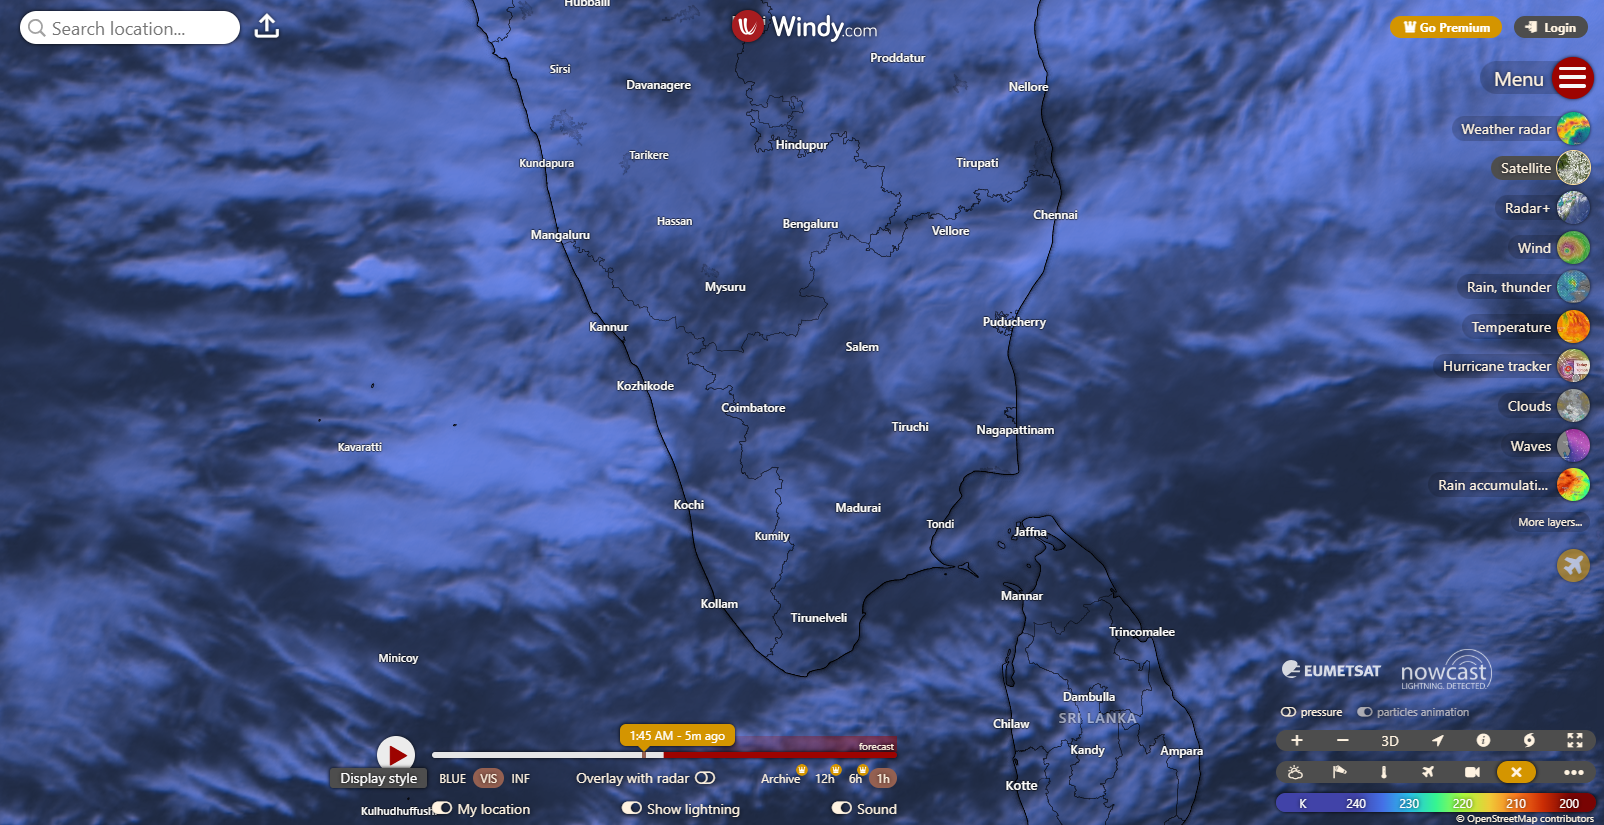 Hubballi
Search location...
Windy.com
Go Premium
Login
Proddatur
Sirsi
Davanagere
Nellore
Menu
Weather radar
Hindupur
Tarikere
Kundapura
Tirupati
Satellite
Radar+
Chennai
Hassan
Bengaluru
Vellore
Mangaluru
Wind
Mysuru
Rain, thunder
Puducherry
Kannur
Temperature
Salem
Hurricane tracker
Kozhikode
Coimbatore
Clouds
Tiruchi
Nagapattinam
Kavaratti
Waves
Rain accumulati...
Kochi
Madurai
Tondi
More layers...
Jaffna
Kumily
Mannar
Kollam
Tirunelveli
Trincomalee
Minicoy
EUMETSAT
nowcast
LIGHTNING. DETECTED.
Dambulla
pressure
particles animation
SRI LANKA
Chilaw
1:45 AM - 5m ago
forecast
3D
Kandy
Ampara
Display style
BLUE VIS INF
Overlay with radar
Archive 12h 6h 1h
Kotte
K 240 230 220 210 200
Kulhudhuffushi
My location
Show lightning
Sound
© OpenStreetMap contributors